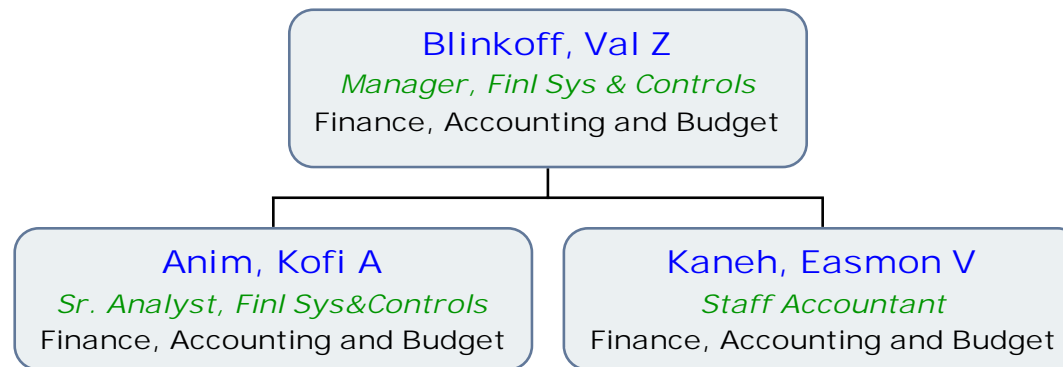 Blinkoff, Val Z
Manager, Finl Sys & Controls
Finance, Accounting and Budget
Anim, Kofi A
Sr. Analyst, Finl Sys&Controls
Finance, Accounting and Budget
Kaneh, Easmon V
Staff Accountant
Finance, Accounting and Budget